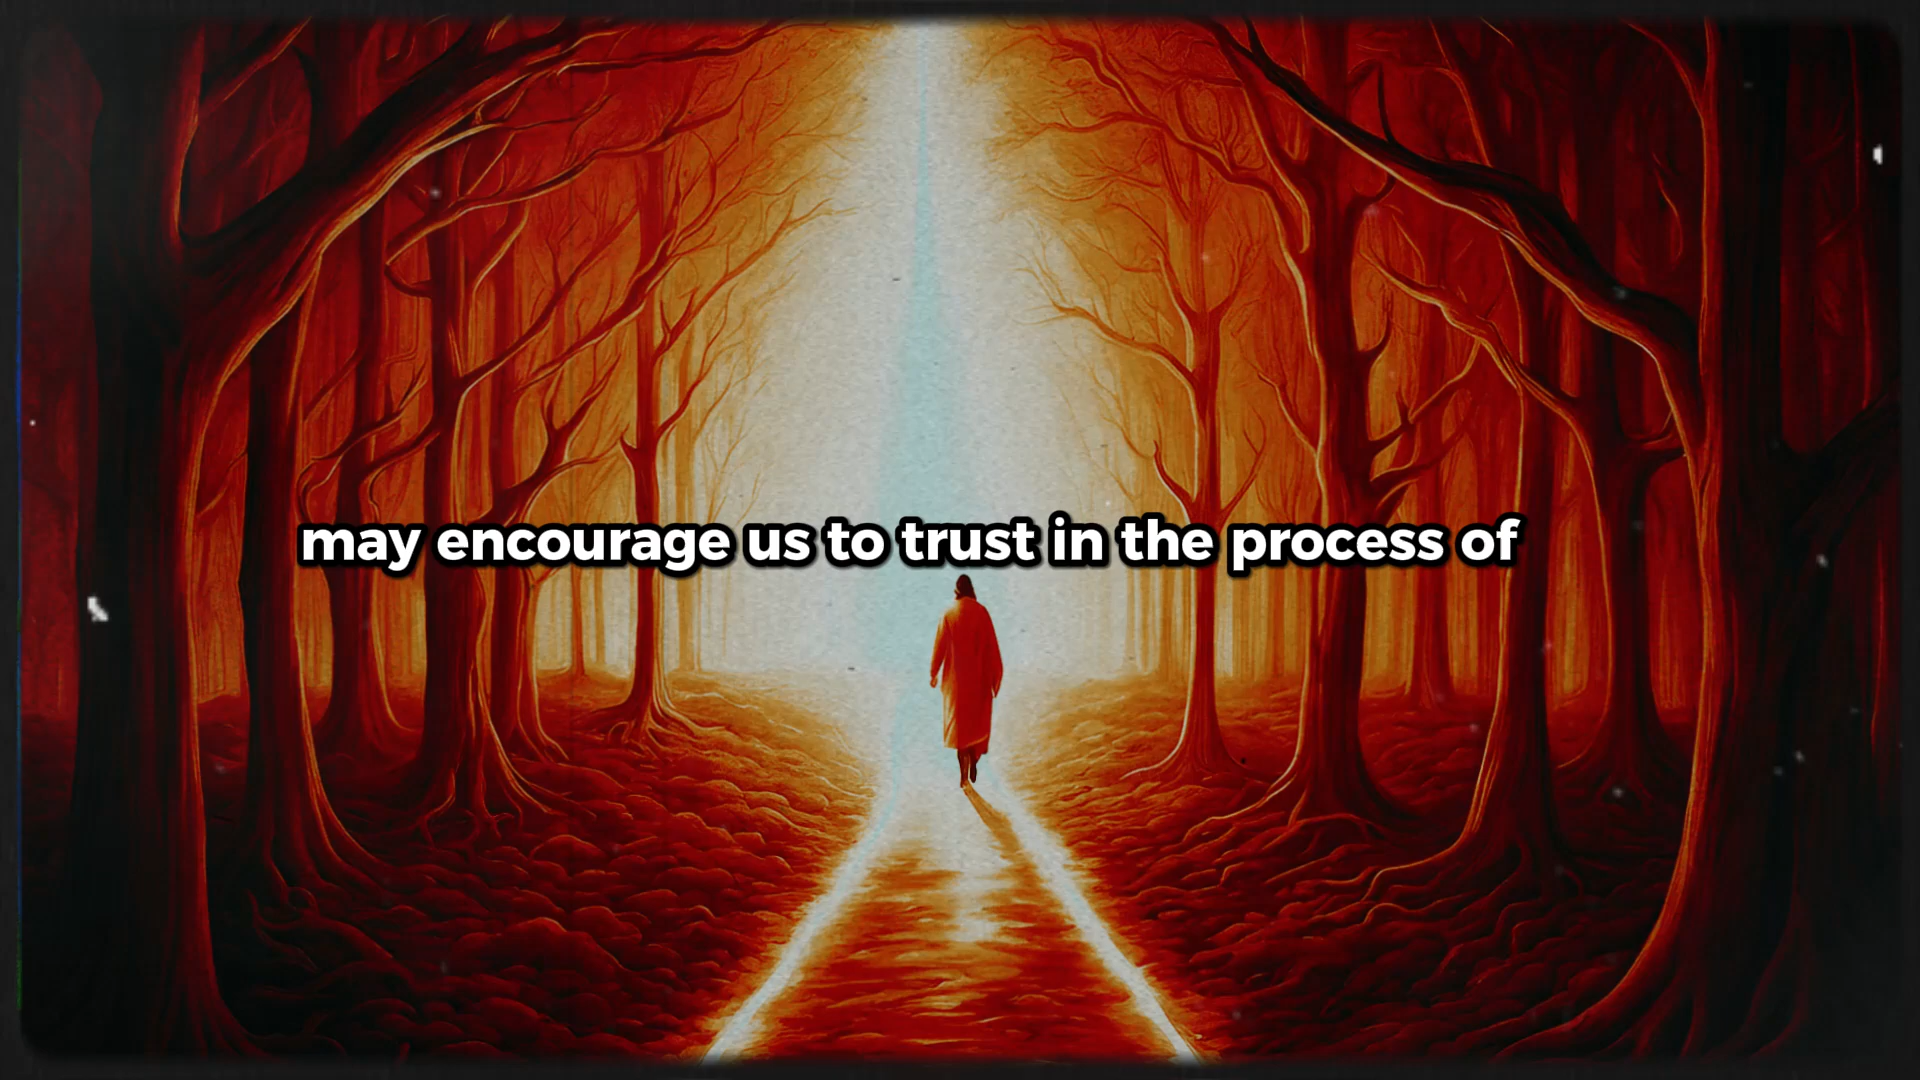 may encourage us to trust in the process of